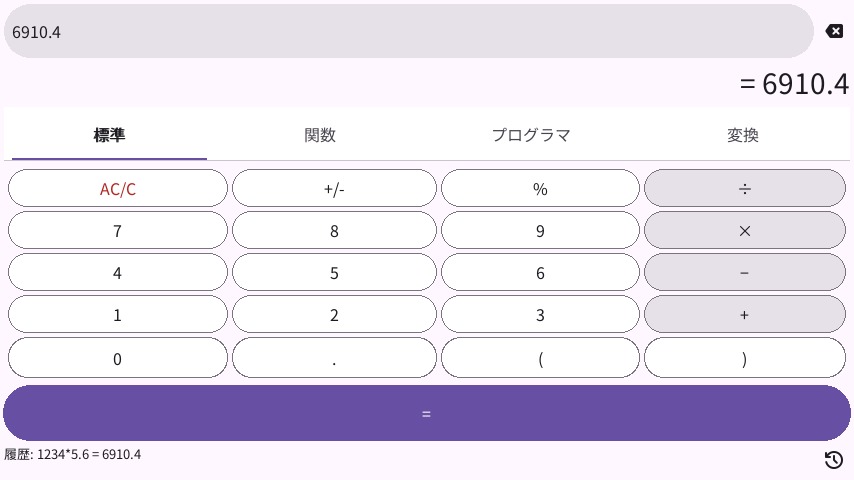 6910.4
= 6910.4
標準 関数 プログラマ 変換
AC/C +/- % ÷
7 8 9 ×
4 5 6 −
1 2 3 +
0 . ( )
=
履歴: 1234*5.6 = 6910.4